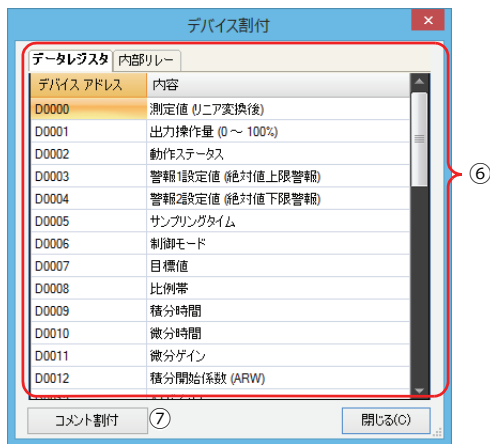 デバイス割付
データレジスタ 内部リレー
デバイス アドレス 内容
D0000 測定値 (リニア変換後)
D0001 出力操作量 (0 ~ 100%)
D0002 動作ステータス
D0003 警報1設定値 (絶対値上限警報)
D0004 警報2設定値 (絶対値下限警報)
D0005 サンプリングタイム
D0006 制御モード
D0007 目標値
D0008 比例帯
D0009 積分時間
D0010 微分時間
D0011 微分ゲイン
D0012 積分開始係数 (ARW)
⑥
コメント割付 ⑦ 閉じる(C)